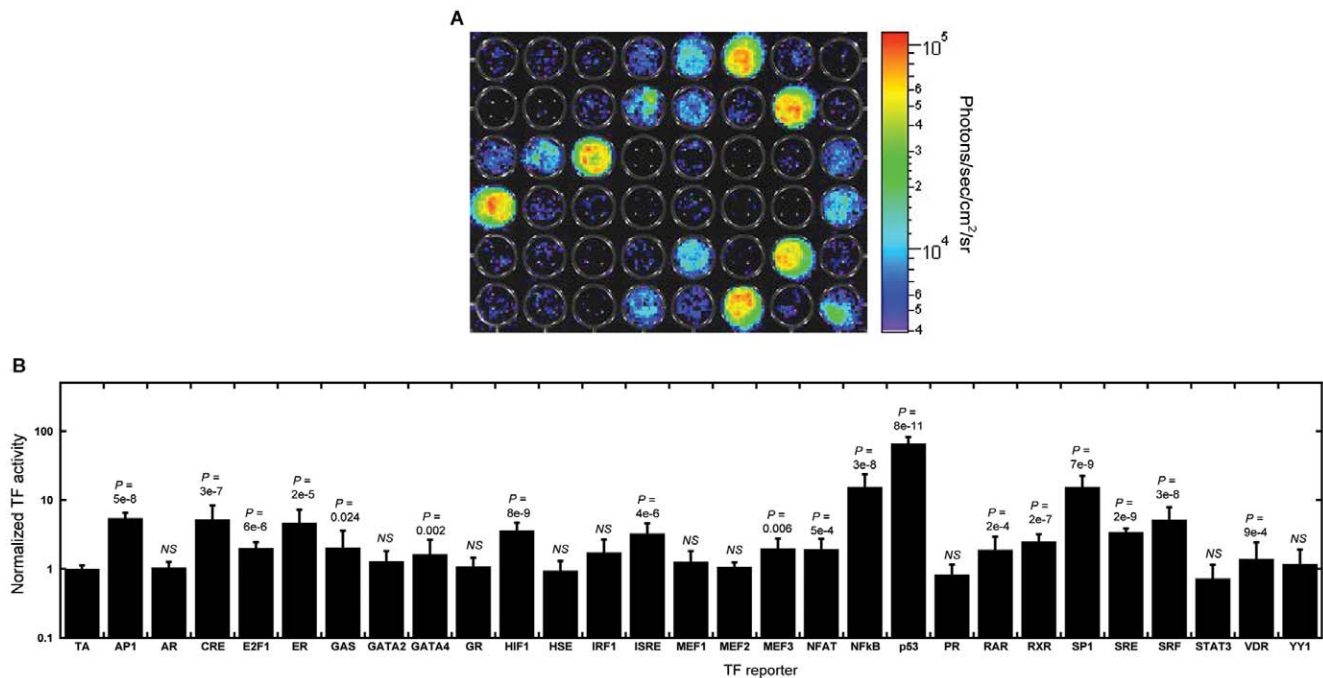 A
10⁵
6
5
4
3
2
10⁴
6
5
4
Photons/sec/cm²/sr
B
Normalized TF activity
100
10
1
0.1
P =
5e-8
NS
P =
3e-7
P =
6e-6
P =
2e-5
P =
0.024
NS
P =
0.002
NS
P =
8e-9
NS
NS
P =
4e-6
NS
NS
P =
0.006
P =
5e-4
P =
3e-8
P =
8e-11
NS
P =
2e-4
P =
2e-7
P =
7e-9
P =
2e-9
P =
3e-8
NS
P =
9e-4
NS
TA AP1 AR CRE E2F1 ER GAS GATA2 GATA4 GR HIF1 HSE IRF1 ISRE MEF1 MEF2 MEF3 NFAT NFkB p53 PR RAR RXR SP1 SRE SRF STAT3 VDR YY1
TF reporter